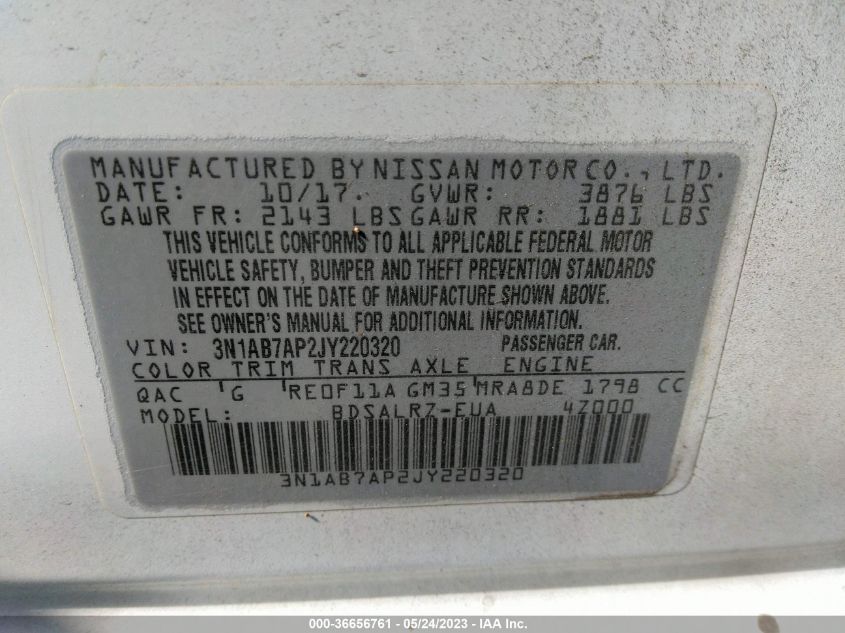 MANUFACTURED BY NISSAN MOTOR CO., LTD.
DATE: 10/17. GVWR: 3876 LBS
GAWR FR: 2143 LBS GAWR RR: 1881 LBS
THIS VEHICLE CONFORMS TO ALL APPLICABLE FEDERAL MOTOR
VEHICLE SAFETY, BUMPER AND THEFT PREVENTION STANDARDS
IN EFFECT ON THE DATE OF MANUFACTURE SHOWN ABOVE.
SEE OWNER'S MANUAL FOR ADDITIONAL INFORMATION.
VIN: 3N1AB7AP2JY220320 PASSENGER CAR.
COLOR TRIM TRANS AXLE ENGINE
QAC 'G 'RE0F11A GM35'MRA8DE 1798 CC
MODEL: BDSALRZ-EUA 4Z000
3N1AB7AP2JY220320
000-36656761 - 05/24/2023 - IAA Inc.